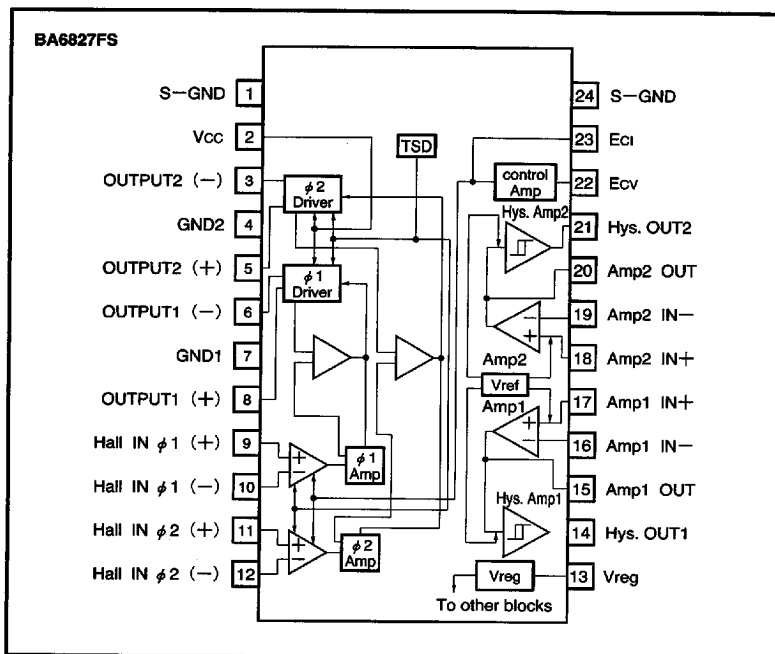 BA6827FS
S-GND 1
Vcc 2
OUTPUT2 (-) 3
GND2 4
OUTPUT2 (+) 5
OUTPUT1 (-) 6
GND1 7
OUTPUT1 (+) 8
Hall IN φ1 (+) 9
Hall IN φ1 (-) 10
Hall IN φ2 (+) 11
Hall IN φ2 (-) 12
TSD
φ2
Driver
φ1
Driver
+
-
φ1
Amp
+
-
φ2
Amp
control
Amp
Hys. Amp2
-
+
Amp2
Vref
Amp1
+
-
Hys. Amp1
Vreg
To other blocks
24 S-GND
23 ECI
22 ECV
21 Hys. OUT2
20 Amp2 OUT
19 Amp2 IN-
18 Amp2 IN+
17 Amp1 IN+
16 Amp1 IN-
15 Amp1 OUT
14 Hys. OUT1
13 Vreg